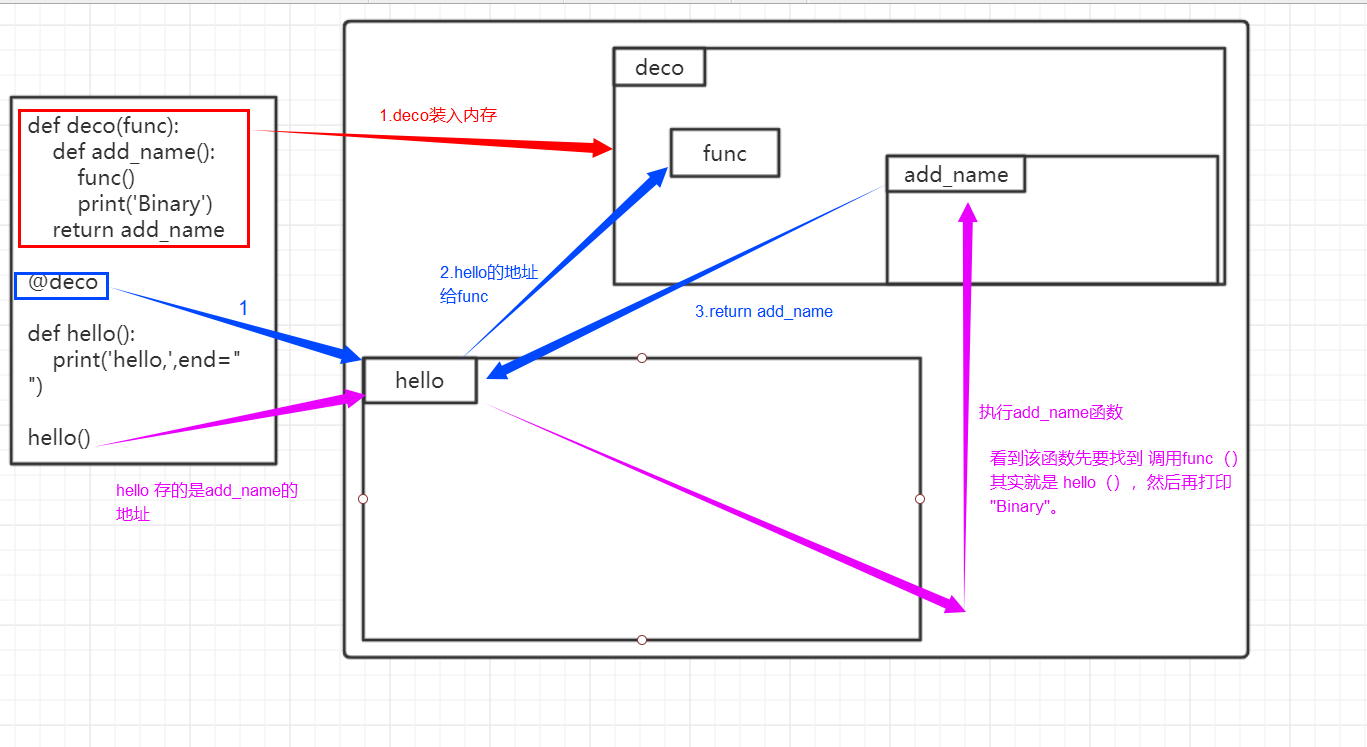 def deco(func):
def add_name():
func()
print('Binary')
return add_name
@deco
def hello():
print('hello,',end="
")
hello()
1
hello 存的是add_name的
地址
1.deco装入内存
deco
func
add_name
2.hello的地址
给func
3.return add_name
hello
执行add_name函数
看到该函数先要找到 调用func（）
其实就是 hello（），然后再打印
"Binary"。